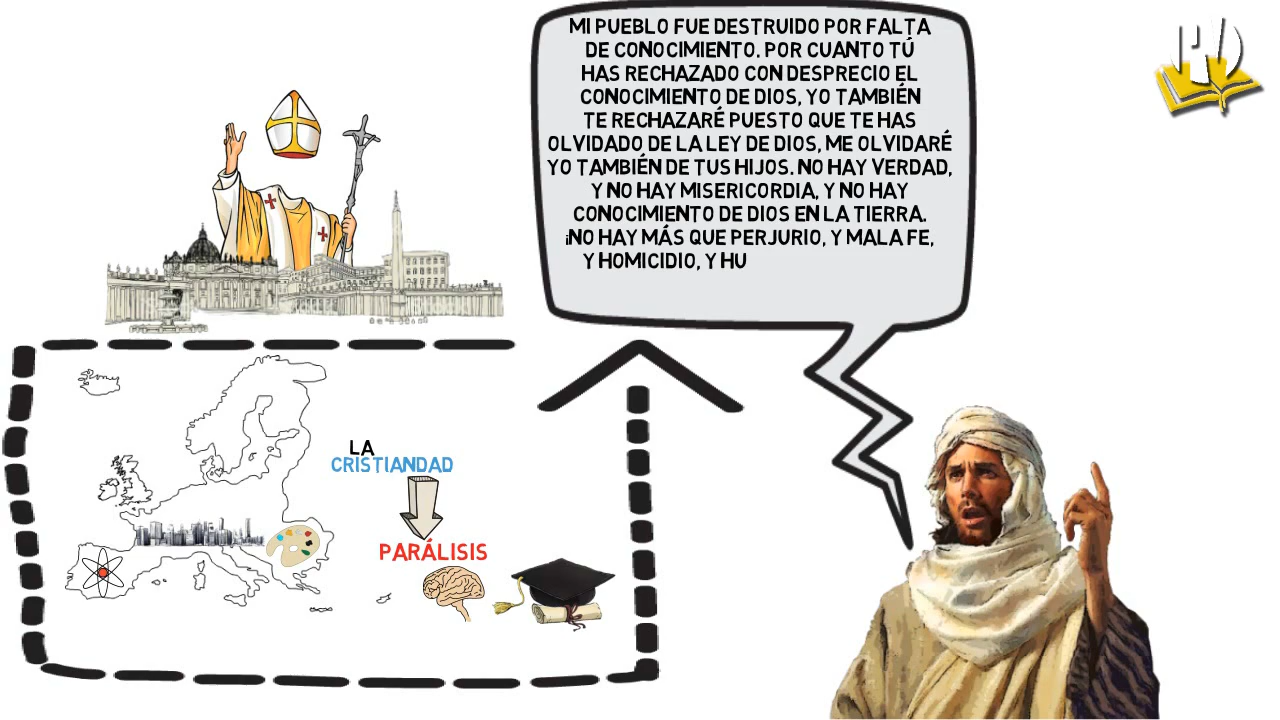 MI PUEBLO FUE DESTRUIDO POR FALTA
DE CONOCIMIENTO. POR CUANTO TÚ
HAS RECHAZADO CON DESPRECIO EL
CONOCIMIENTO DE DIOS, YO TAMBIÉN
TE RECHAZARÉ PUESTO QUE TE HAS
OLVIDADO DE LA LEY DE DIOS, ME OLVIDARÉ
YO TAMBIÉN DE TUS HIJOS. NO HAY VERDAD,
Y NO HAY MISERICORDIA, Y NO HAY
CONOCIMIENTO DE DIOS EN LA TIERRA.
¡NO HAY MÁS QUE PERJURIO, Y MALA FE,
Y HOMICIDIO, Y HU
LA
CRISTIANDAD
PARÁLISIS